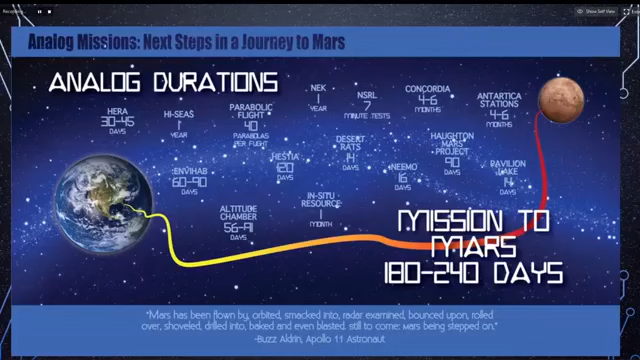 Recording...
Show Self View
Analog Missions: Next Steps in a Journey to Mars
ANALOG DURATIONS
HERA
30-45
DAYS
HI-SEAS
1
YEAR
PARABOLIC
FLIGHT
40
PARABOLAS
PER FLIGHT
NEK
1
YEAR
NSRL
7
MINUTE TESTS
CONCORDIA
4-6
MONTHS
ANTARTICA
STATIONS
4-6
MONTHS
ENVIHAB
60-90
DAYS
HESTIA
120
DAYS
DESERT
RATS
14
DAYS
NEEMO
16
DAYS
HAUGHTON
MARS
PROJECT
90
DAYS
PAVILION
LAKE
14
DAYS
ALTITUDE
CHAMBER
56-91
DAYS
IN-SITU
RESOURCE
1
MONTH
MISSION TO
MARS
180-240 DAYS
"Mars has been flown by, orbited, smacked into, radar examined, bounced upon, rolled
over, shoveled, drilled into, baked and even blasted. still to come: Mars being stepped on."
-Buzz Aldrin, Apollo 11 Astronaut